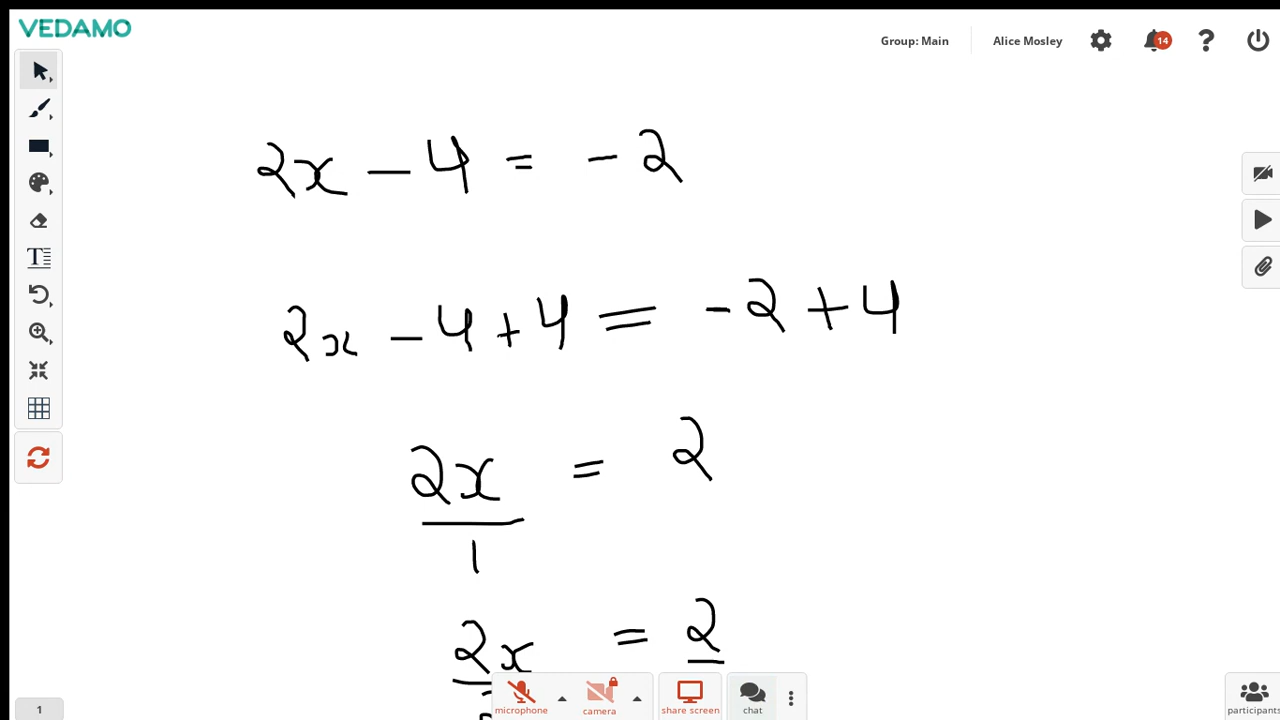 VEDAMO
Group: Main
Alice Mosley
14
2x - 4 = -2
2x - 4 + 4 = -2 + 4
2x = 2
1
2x = 2
microphone
camera
share screen
chat
participants
1